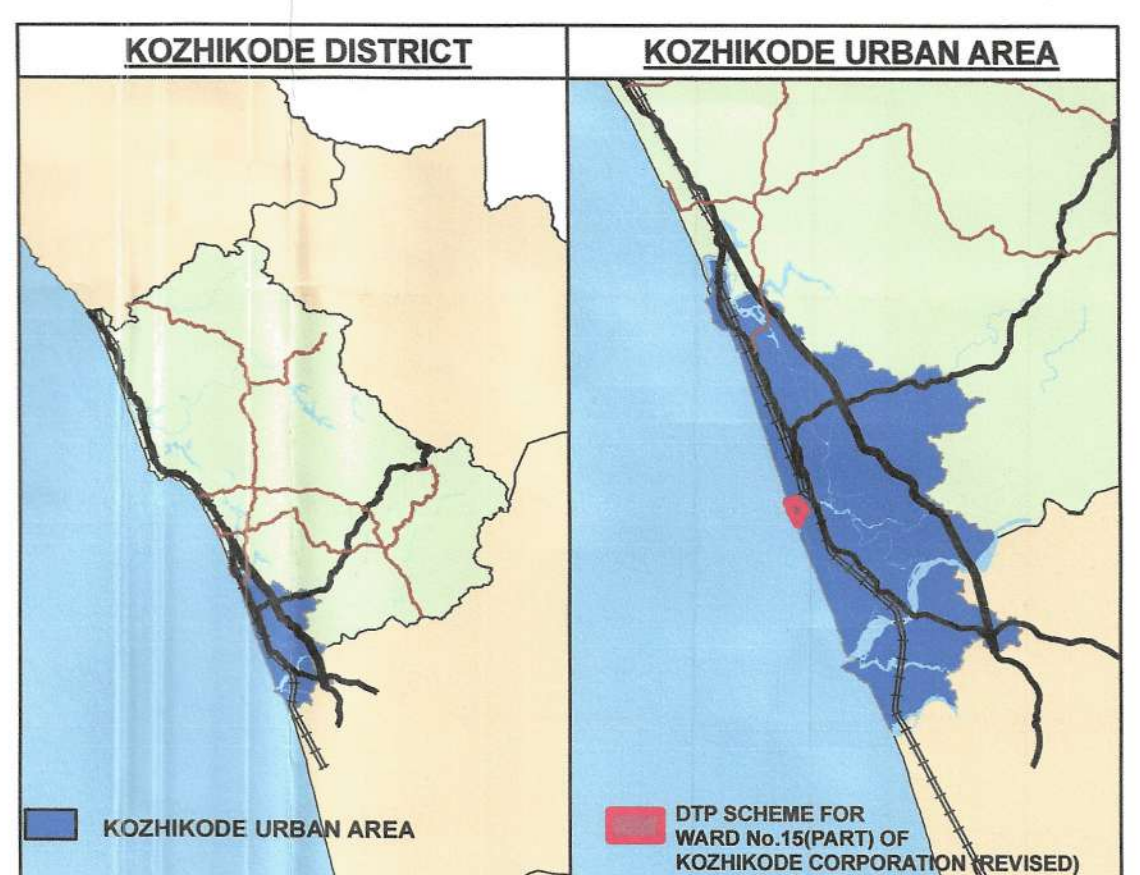 KOZHIKODE DISTRICT
KOZHIKODE URBAN AREA
KOZHIKODE URBAN AREA
DTP SCHEME FOR
WARD No.15(PART) OF
KOZHIKODE CORPORATION (REVISED)